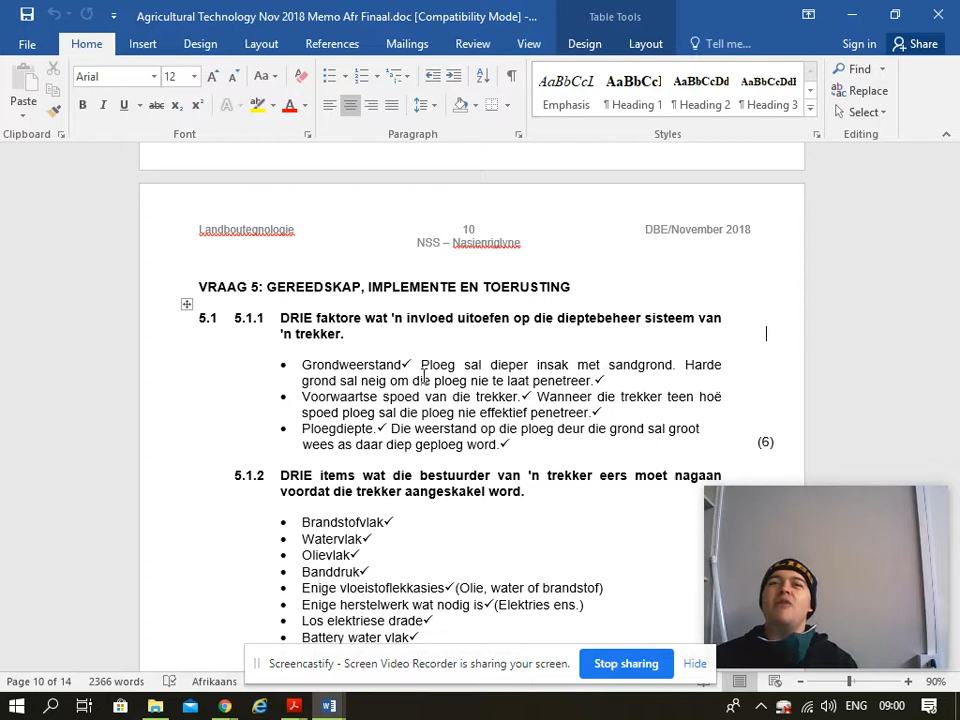 Agricultural Technology Nov 2018 Memo Afr Finaal.doc [Compatibility Mode] -...
Table Tools
File Home Insert Design Layout References Mailings Review View Design Layout Tell me... Sign in Share
Paste
Arial 12
Aa
B I U abc x₂ x² A A
AaBbCcI AaBbCcI AaBbCcDd AaBbCcDdI
Emphasis ¶ Heading 1 ¶ Heading 2 ¶ Heading 3
Find
Replace
Select
Clipboard Font Paragraph Styles Editing
Landboutegnologie 10 DBE/November 2018
NSS – Nasienriglyne
VRAAG 5: GEREEDSKAP, IMPLEMENTE EN TOERUSTING
5.1 5.1.1 DRIE faktore wat 'n invloed uitoefen op die dieptebeheer sisteem van
'n trekker.
• Grondweerstand✓ Ploeg sal dieper insak met sandgrond. Harde
grond sal neig om die ploeg nie te laat penetreer.✓
• Voorwaartse spoed van die trekker.✓ Wanneer die trekker teen hoë
spoed ploeg sal die ploeg nie effektief penetreer.✓
• Ploegdiepte.✓ Die weerstand op die ploeg deur die grond sal groot
wees as daar diep geploeg word.✓ (6)
5.1.2 DRIE items wat die bestuurder van 'n trekker eers moet nagaan
voordat die trekker aangeskakel word.
• Brandstofvlak✓
• Watervlak✓
• Olievlak✓
• Banddruk✓
• Enige vloeistoflekkasies✓(Olie, water of brandstof)
• Enige herstelwerk wat nodig is✓(Elektries ens.)
• Los elektriese drade✓
• Battery water vlak✓
Screencastify - Screen Video Recorder is sharing your screen. Stop sharing Hide
Page 10 of 14 2366 words Afrikaans 90%
ENG 09:00